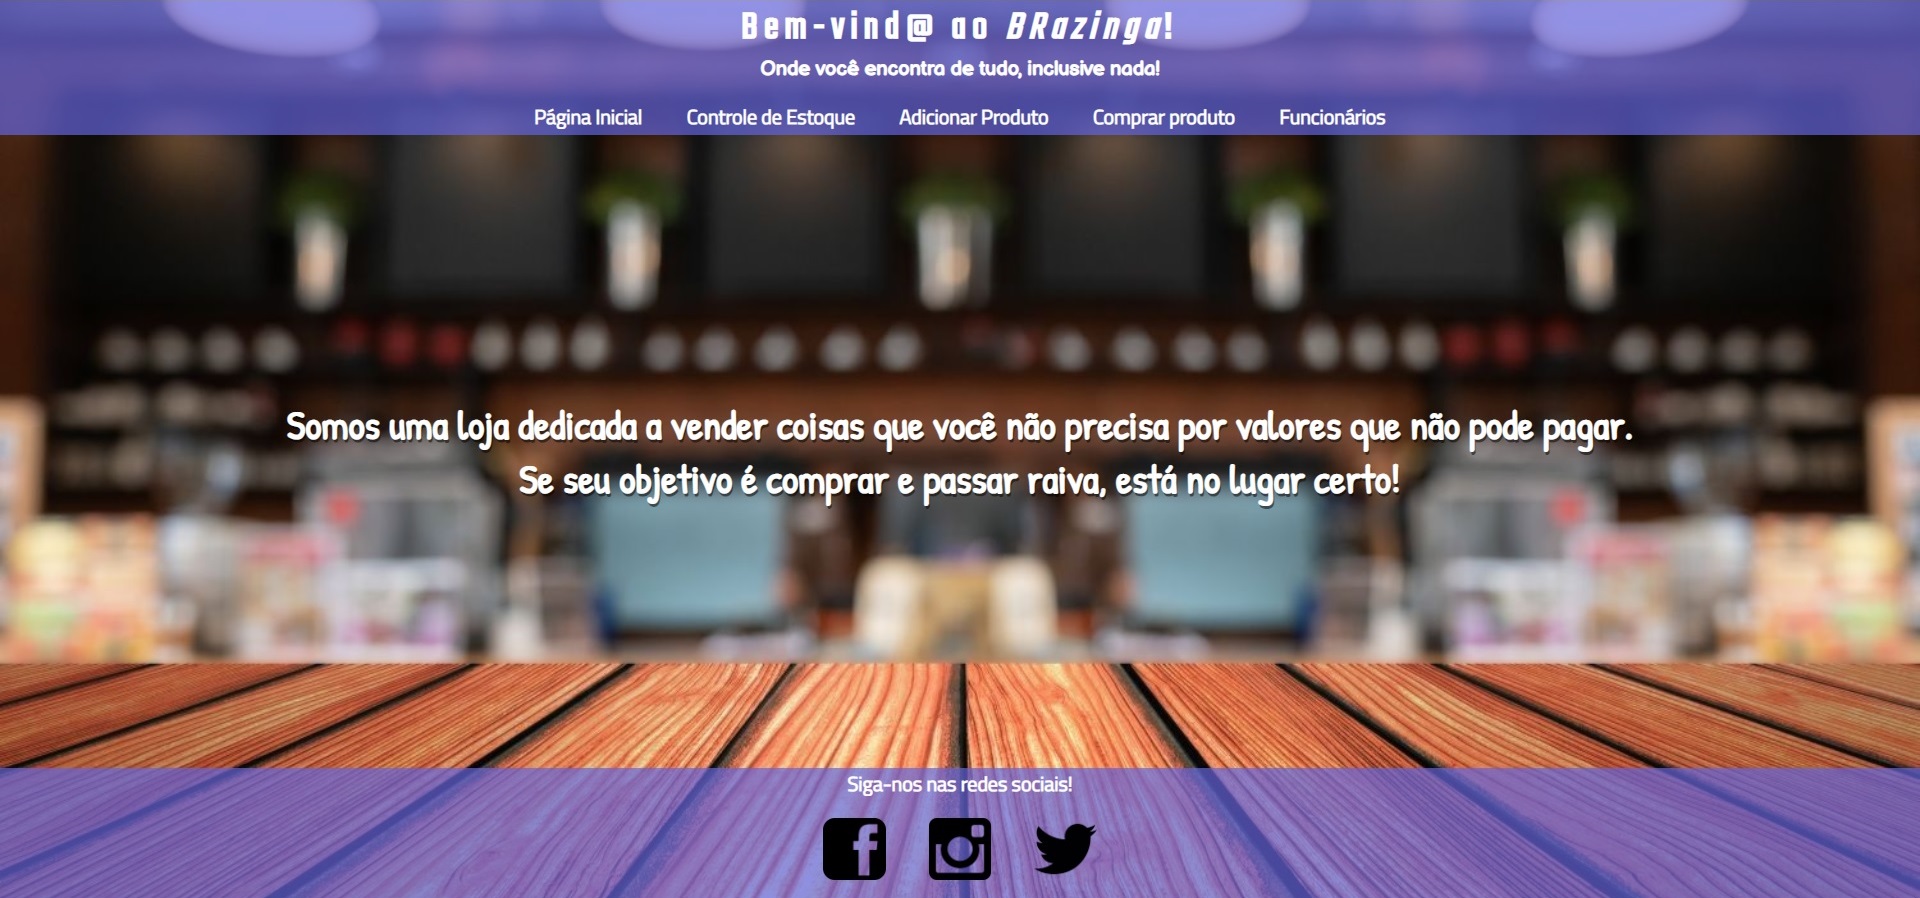 Bem-vind@ ao BRazinga!
Onde você encontra de tudo, inclusive nada!
Página Inicial Controle de Estoque Adicionar Produto Comprar produto Funcionários
Somos uma loja dedicada a vender coisas que você não precisa por valores que não pode pagar.
Se seu objetivo é comprar e passar raiva, está no lugar certo!
Siga-nos nas redes sociais!